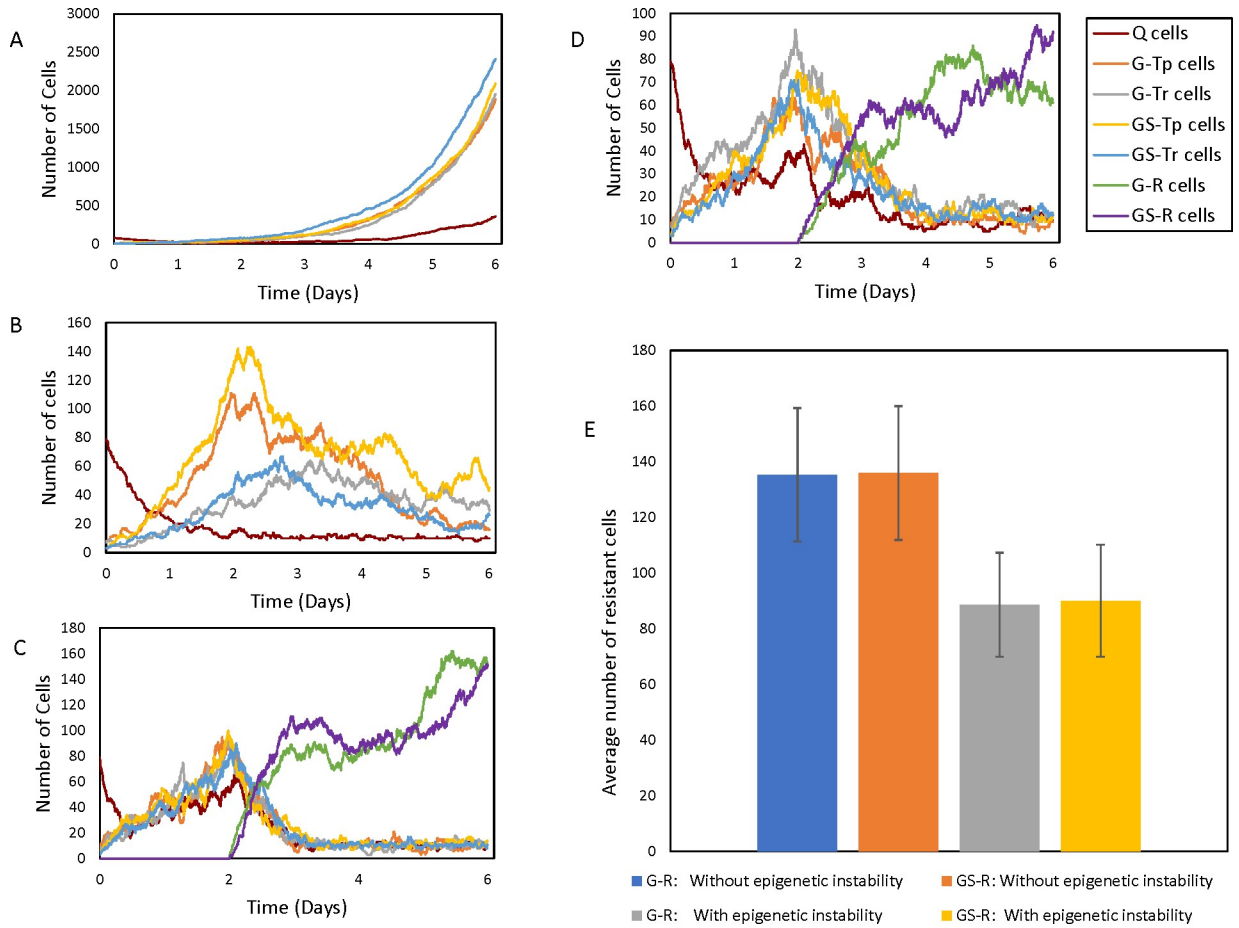 A
3000
2500
2000
1500
1000
500
0
Number of Cells
0 1 2 3 4 5 6
Time (Days)
B
160
140
120
100
80
60
40
20
0
Number of cells
0 1 2 3 4 5 6
Time (Days)
C
180
160
140
120
100
80
60
40
20
0
Number of Cells
0 2 4 6
Time (Days)
D
100
90
80
70
60
50
40
30
20
10
0
Number of Cells
0 1 2 3 4 5 6
Time (Days)
Q cells
G-Tp cells
G-Tr cells
GS-Tp cells
GS-Tr cells
G-R cells
GS-R cells
E
180
160
140
120
100
80
60
40
20
0
Average number of resistant cells
G-R: Without epigenetic instability
GS-R: Without epigenetic instability
G-R: With epigenetic instability
GS-R: With epigenetic instability